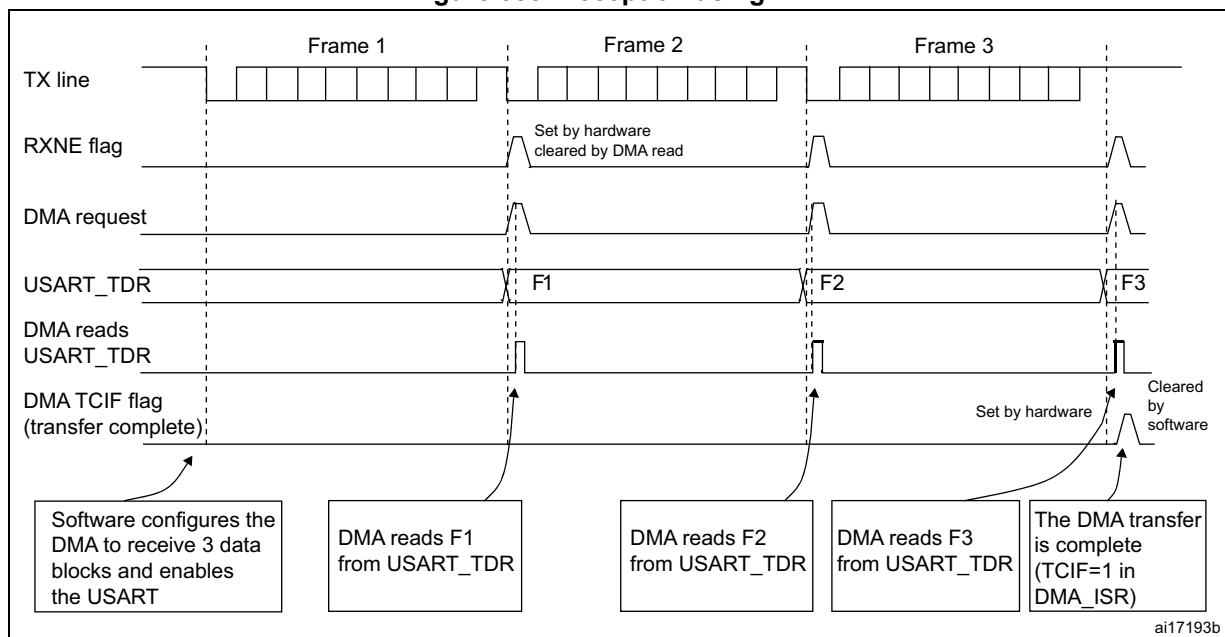 Frame 1
Frame 2
Frame 3
TX line
RXNE flag
Set by hardware
cleared by DMA read
DMA request
USART_TDR
F1
F2
F3
DMA reads
USART_TDR
DMA TCIF flag
(transfer complete)
Set by hardware
Cleared
by
software
Software configures the
DMA to receive 3 data
blocks and enables
the USART
DMA reads F1
from USART_TDR
DMA reads F2
from USART_TDR
DMA reads F3
from USART_TDR
The DMA transfer
is complete
(TCIF=1 in
DMA_ISR)
ai17193b